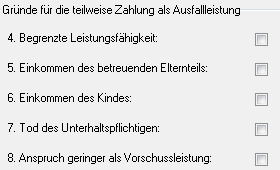 Gründe für die teilweise Zahlung als Ausfallleistung
4. Begrenzte Leistungsfähigkeit:
5. Einkommen des betreuenden Elternteils:
6. Einkommen des Kindes:
7. Tod des Unterhaltspflichtigen:
8. Anspruch geringer als Vorschussleistung: